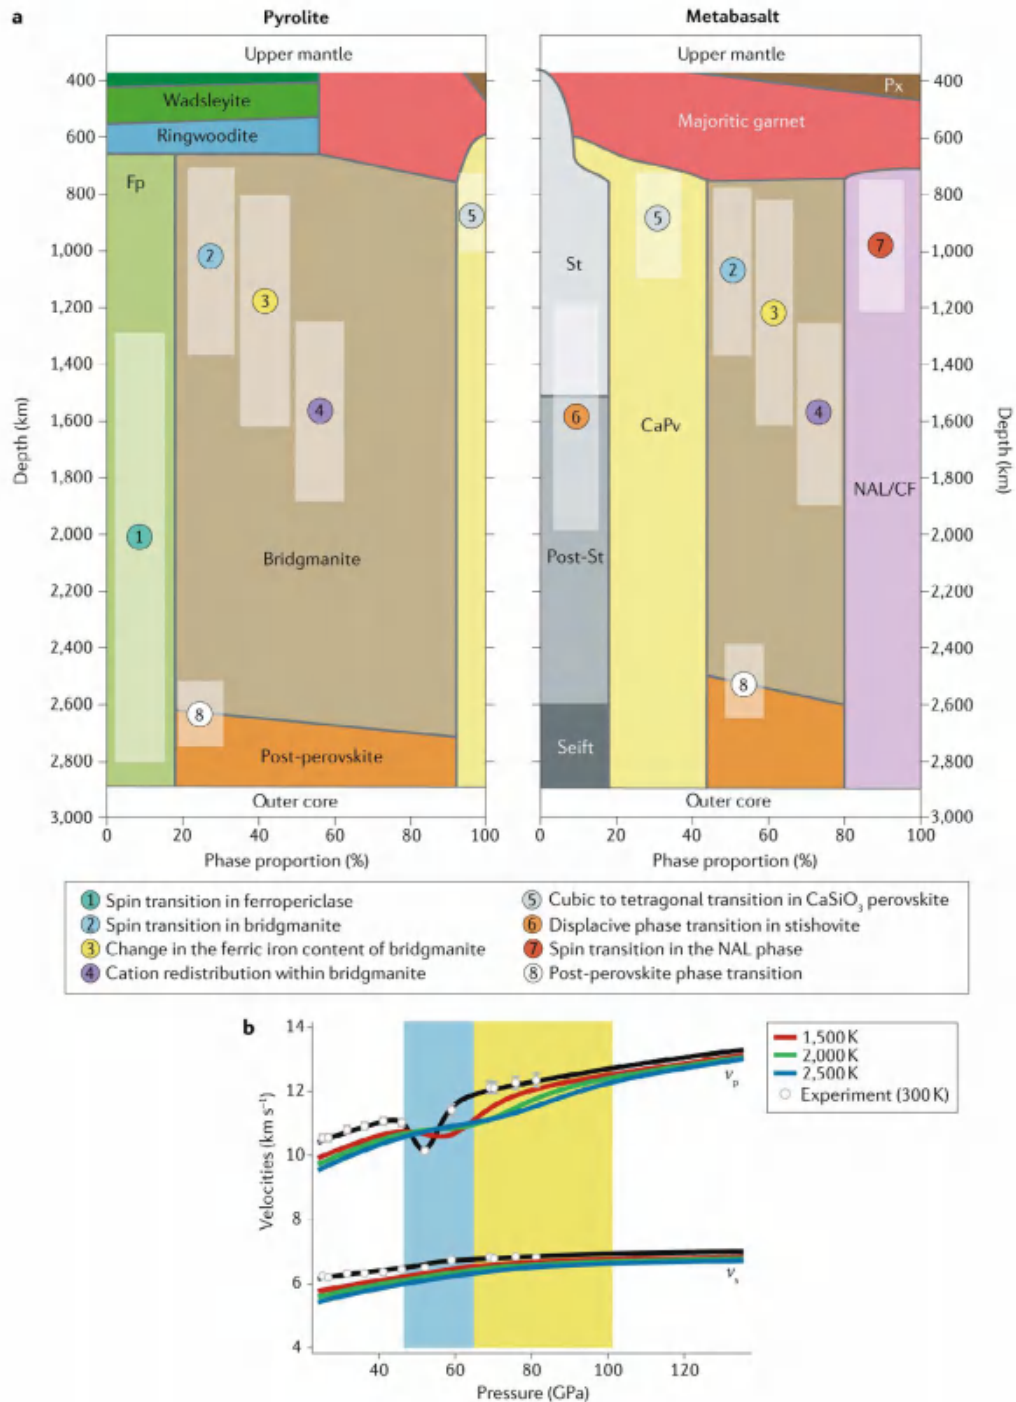 a
Pyrolite
Metabasalt
Upper mantle
Upper mantle
400
600
800
1,000
1,200
1,400
1,600
1,800
2,000
2,200
2,400
2,600
2,800
3,000
Depth (km)
Wadsleyite
Ringwoodite
Fp
2
5
3
4
1
Bridgmanite
8
Post-perovskite
Outer core
0 20 40 60 80 100
Phase proportion (%)
Px
Majoritic garnet
5
7
2
St
3
4
6
CaPv
NAL/CF
Post-St
8
Seift
Outer core
400
600
800
1,000
1,200
1,400
1,600
1,800
2,000
2,200
2,400
2,600
2,800
3,000
Depth (km)
0 20 40 60 80 100
Phase proportion (%)
1 Spin transition in ferropericlase
2 Spin transition in bridgmanite
3 Change in the ferric iron content of bridgmanite
4 Cation redistribution within bridgmanite
5 Cubic to tetragonal transition in CaSiO₃ perovskite
6 Displacive phase transition in stishovite
7 Spin transition in the NAL phase
8 Post-perovskite phase transition
b
14
12
10
8
6
4
Velocities (km s⁻¹)
vₚ
vₛ
40 60 80 100 120
Pressure (GPa)
1,500 K
2,000 K
2,500 K
Experiment (300 K)